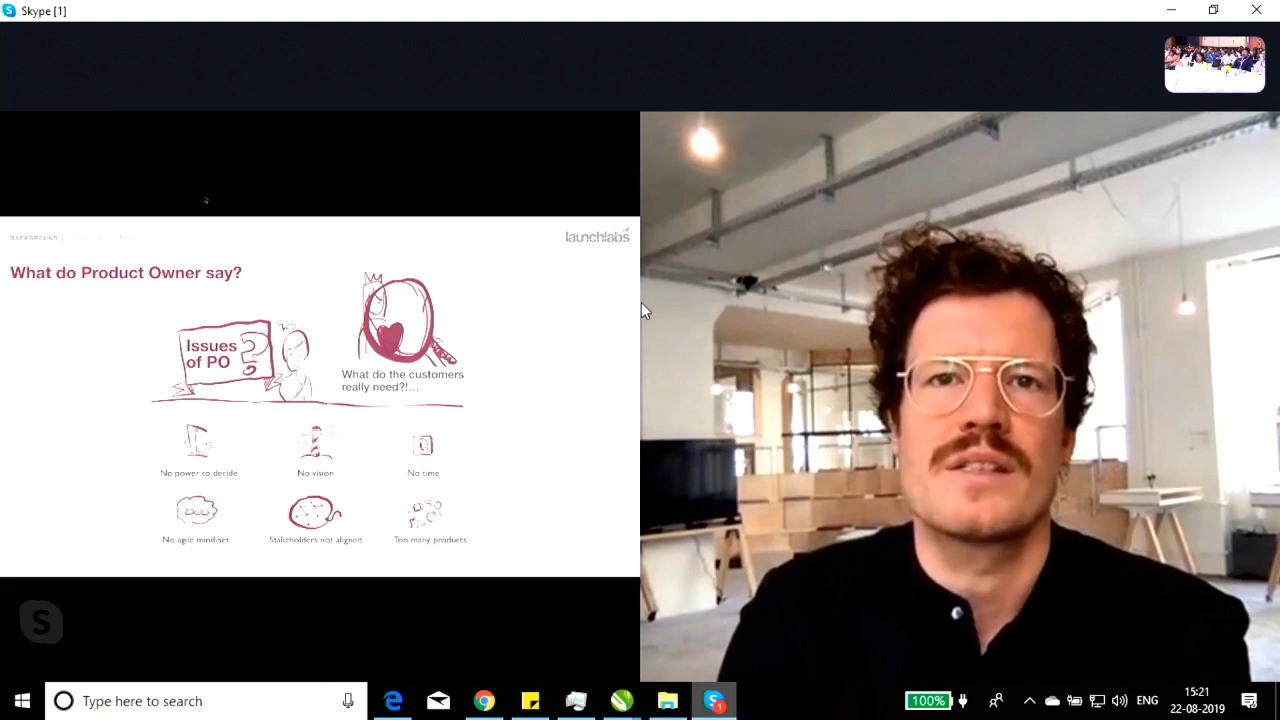 Skype [1]
BACKGROUND |
launchlabs
What do Product Owner say?
Issues
of PO
?
What do the customers
really need?!...
No power to decide
No vision
No time
No agile mind-set
Stakeholders not aligned
Too many products
S
Type here to search
100%
ENG
15:21
22-08-2019
1